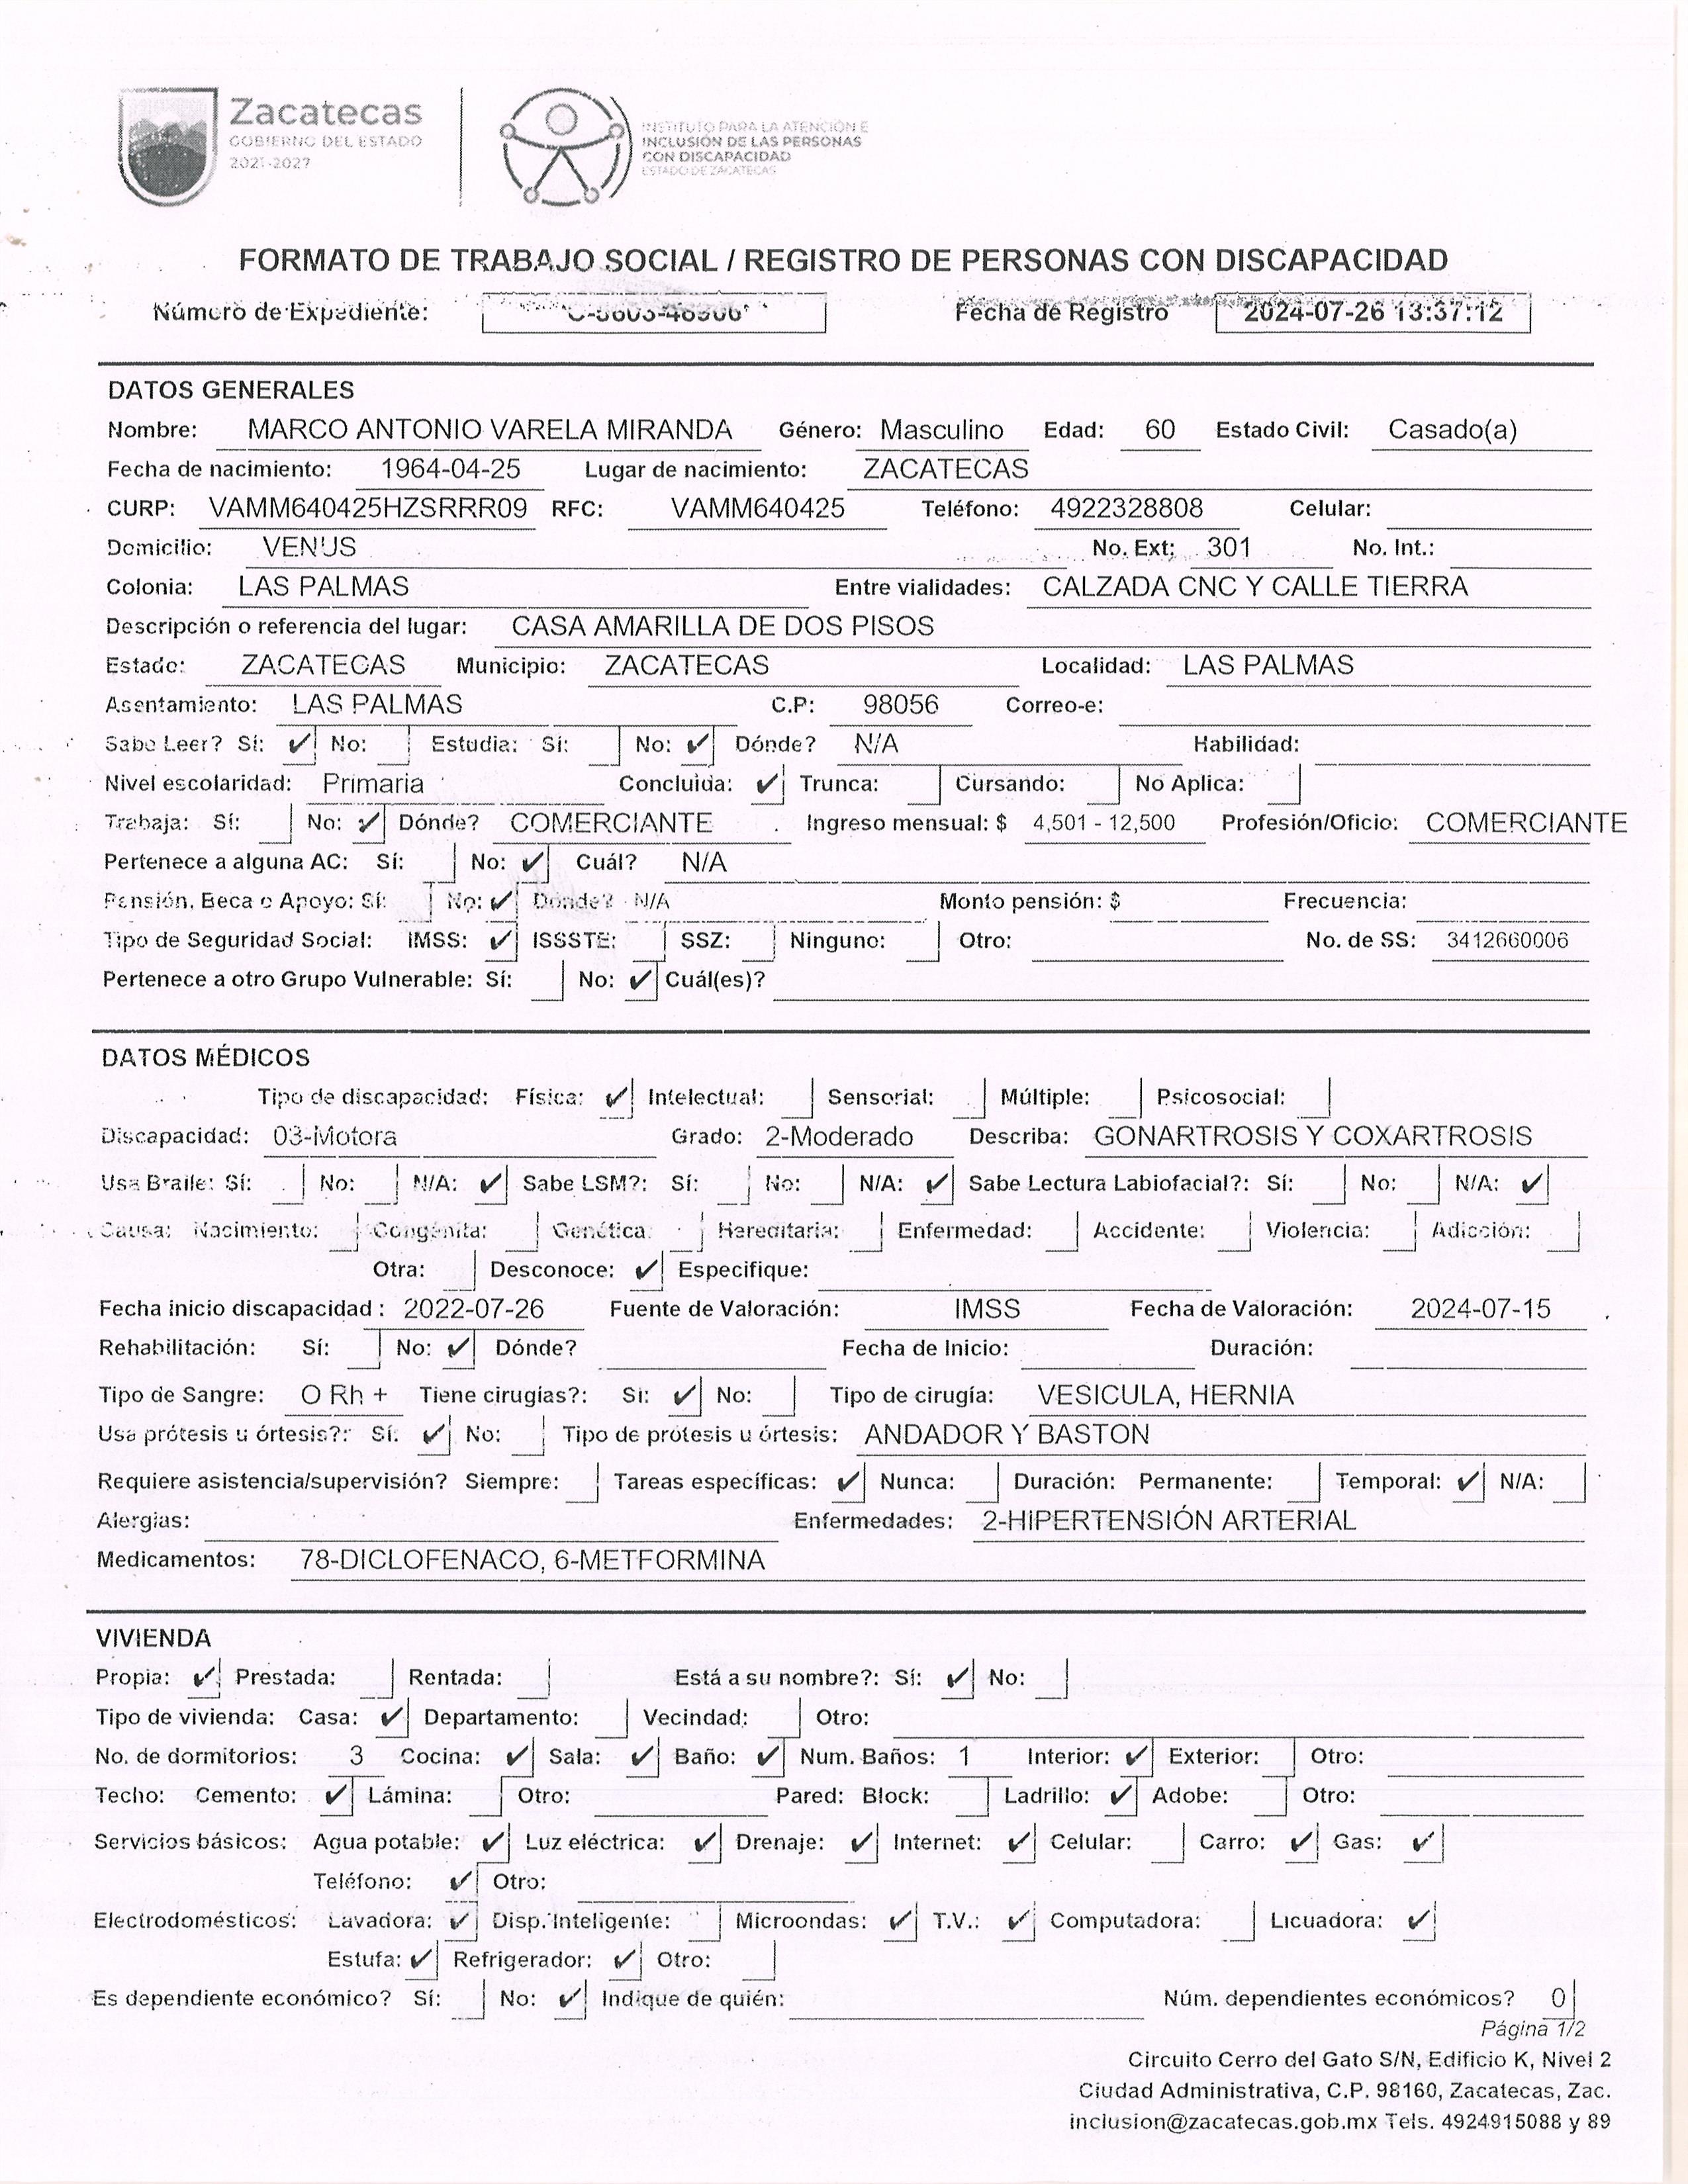 Zacatecas
GOBIERNO DEL ESTADO
2021-2027
INSTITUTO PARA LA ATENCIÓN E
INCLUSIÓN DE LAS PERSONAS
CON DISCAPACIDAD
ESTADO DE ZACATECAS
FORMATO DE TRABAJO SOCIAL / REGISTRO DE PERSONAS CON DISCAPACIDAD
Número de Expediente: Fecha de Registro 2024-07-26 13:37:12
DATOS GENERALES
Nombre: MARCO ANTONIO VARELA MIRANDA Género: Masculino Edad: 60 Estado Civil: Casado(a)
Fecha de nacimiento: 1964-04-25 Lugar de nacimiento: ZACATECAS
CURP: VAMM640425HZSRRR09 RFC: VAMM640425 Teléfono: 4922328808 Celular:
Domicilio: VENUS No. Ext: 301 No. Int.:
Colonia: LAS PALMAS Entre vialidades: CALZADA CNC Y CALLE TIERRA
Descripción o referencia del lugar: CASA AMARILLA DE DOS PISOS
Estado: ZACATECAS Municipio: ZACATECAS Localidad: LAS PALMAS
Asentamiento: LAS PALMAS C.P: 98056 Correo-e:
Sabe Leer? Sí: ✓ No: Estudia: Sí: No: ✓ Dónde? N/A Habilidad:
Nivel escolaridad: Primaria Concluida: ✓ Trunca: Cursando: No Aplica:
Trabaja: Sí: No: ✓ Dónde? COMERCIANTE Ingreso mensual: $ 4,501 - 12,500 Profesión/Oficio: COMERCIANTE
Pertenece a alguna AC: Sí: No: ✓ Cuál? N/A
Pensión, Beca o Apoyo: Sí: No: ✓ Dónde? N/A Monto pensión: $ Frecuencia:
Tipo de Seguridad Social: IMSS: ✓ ISSSTE: SSZ: Ninguno: Otro: No. de SS: 3412660006
Pertenece a otro Grupo Vulnerable: Sí: No: ✓ Cuál(es)?
DATOS MÉDICOS
Tipo de discapacidad: Física: ✓ Intelectual: Sensorial: Múltiple: Psicosocial:
Discapacidad: 03-Motora Grado: 2-Moderado Describa: GONARTROSIS Y COXARTROSIS
Usa Braile: Sí: No: N/A: ✓ Sabe LSM?: Sí: No: N/A: ✓ Sabe Lectura Labiofacial?: Sí: No: N/A: ✓
Causa: Nacimiento: Congénita: Genética: Hereditaria: Enfermedad: Accidente: Violencia: Adicción:
Otra: Desconoce: ✓ Especifique:
Fecha inicio discapacidad : 2022-07-26 Fuente de Valoración: IMSS Fecha de Valoración: 2024-07-15
Rehabilitación: Sí: No: ✓ Dónde? Fecha de Inicio: Duración:
Tipo de Sangre: O Rh + Tiene cirugías?: Si: ✓ No: Tipo de cirugía: VESICULA, HERNIA
Usa prótesis u órtesis?: Sí: ✓ No: Tipo de prótesis u órtesis: ANDADOR Y BASTON
Requiere asistencia/supervisión? Siempre: Tareas específicas: ✓ Nunca: Duración: Permanente: Temporal: ✓ N/A:
Alergias: Enfermedades: 2-HIPERTENSIÓN ARTERIAL
Medicamentos: 78-DICLOFENACO, 6-METFORMINA
VIVIENDA
Propia: ✓ Prestada: Rentada: Está a su nombre?: Sí: ✓ No:
Tipo de vivienda: Casa: ✓ Departamento: Vecindad: Otro:
No. de dormitorios: 3 Cocina: ✓ Sala: ✓ Baño: ✓ Num. Baños: 1 Interior: ✓ Exterior: Otro:
Techo: Cemento: ✓ Lámina: Otro: Pared: Block: Ladrillo: ✓ Adobe: Otro:
Servicios básicos: Agua potable: ✓ Luz eléctrica: ✓ Drenaje: ✓ Internet: ✓ Celular: Carro: ✓ Gas: ✓
Teléfono: ✓ Otro:
Electrodomésticos: Lavadora: ✓ Disp. Inteligente: Microondas: ✓ T.V.: ✓ Computadora: Licuadora: ✓
Estufa: ✓ Refrigerador: ✓ Otro:
Es dependiente económico? Sí: No: ✓ Indique de quién: Núm. dependientes económicos? 0
Página 1/2
Circuito Cerro del Gato S/N, Edificio K, Nivel 2
Ciudad Administrativa, C.P. 98160, Zacatecas, Zac.
inclusion@zacatecas.gob.mx Tels. 4924915088 y 89